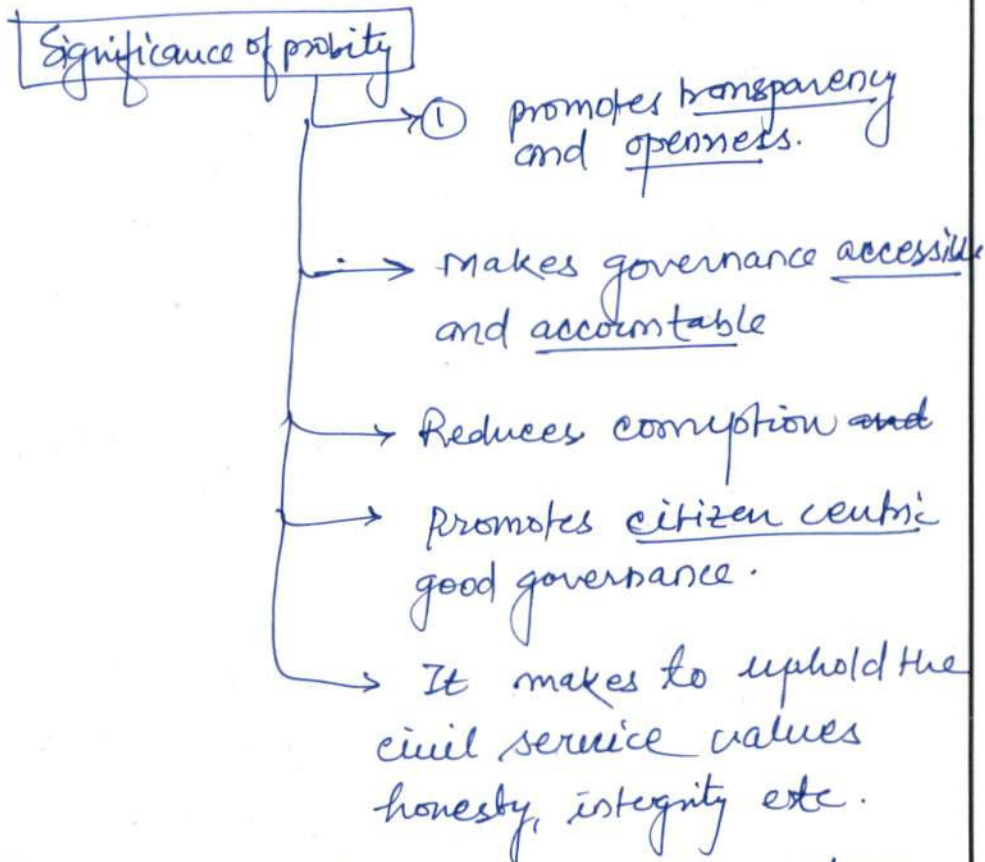 Significance of probity
① promotes transparency
and openness.
Makes governance accessible
and accountable
Reduces corruption and
promotes citizen centric
good governance.
It makes to uphold the
civil service values
honesty, integrity etc.